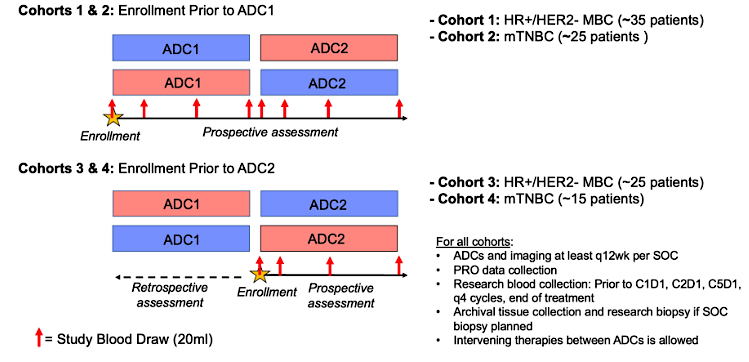 Cohorts 1 & 2: Enrollment Prior to ADC1
- Cohort 1: HR+/HER2- MBC (~35 patients)
- Cohort 2: mTNBC (~25 patients )
ADC1
ADC2
ADC1
ADC2
Enrollment
Prospective assessment
Cohorts 3 & 4: Enrollment Prior to ADC2
- Cohort 3: HR+/HER2- MBC (~25 patients)
- Cohort 4: mTNBC (~15 patients)
ADC1
ADC2
ADC1
ADC2
Retrospective
assessment
Enrollment
Prospective
assessment
For all cohorts:
• ADCs and imaging at least q12wk per SOC
• PRO data collection
• Research blood collection: Prior to C1D1, C2D1, C5D1,
q4 cycles, end of treatment
• Archival tissue collection and research biopsy if SOC
biopsy planned
• Intervening therapies between ADCs is allowed
= Study Blood Draw (20ml)